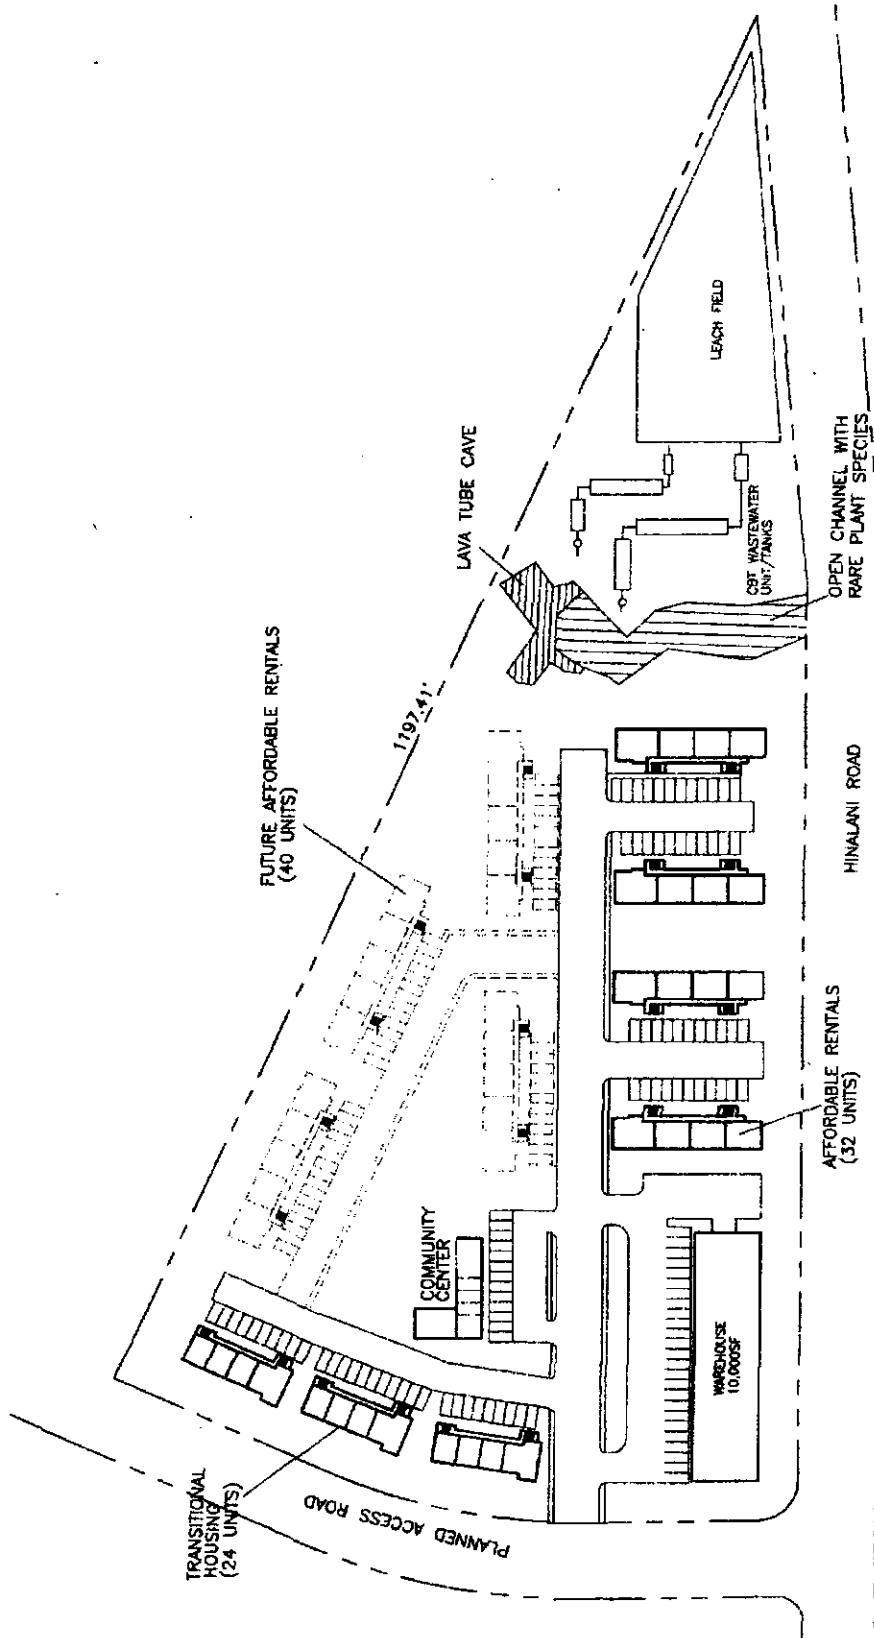 LAVA TUBE CAVE
FUTURE AFFORDABLE RENTALS
(40 UNITS)
1197.41'
LEACH FIELD
CBT WASTEWATER
UNIT/TANKS
OPEN CHANNEL WITH
RARE PLANT SPECIES
HINALANI ROAD
AFFORDABLE RENTALS
(32 UNITS)
COMMUNITY
CENTER
WAREHOUSE
10,000SF
TRANSITIONAL
HOUSING
(24 UNITS)
PLANNED ACCESS ROAD